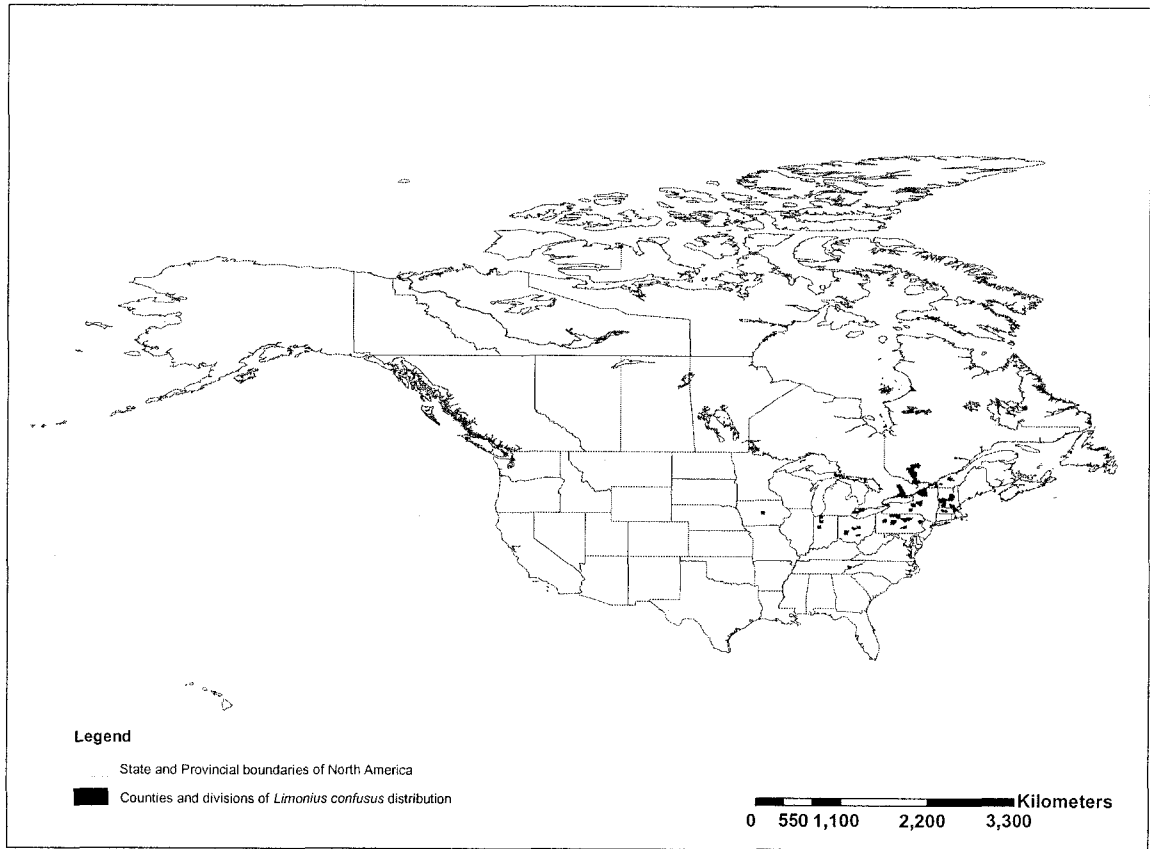 Legend
State and Provincial boundaries of North America
Counties and divisions of Limonius confusus distribution
Kilometers
0 550 1,100 2,200 3,300